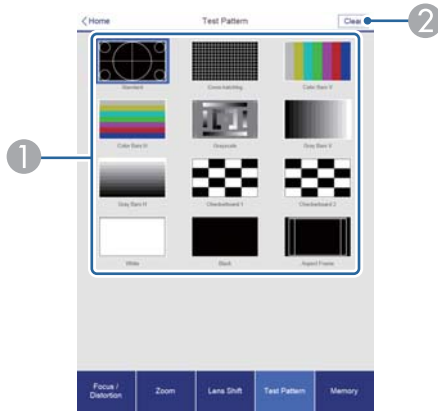 Home
Test Pattern
Clear
2
Standard
Cross-hatching
Color Bars V
1
Color Bars H
Grayscale
Gray Bars V
Gray Bars H
Checkerboard 1
Checkerboard 2
White
Black
Aspect Frame
Focus /
Distortion
Zoom
Lens Shift
Test Pattern
Memory